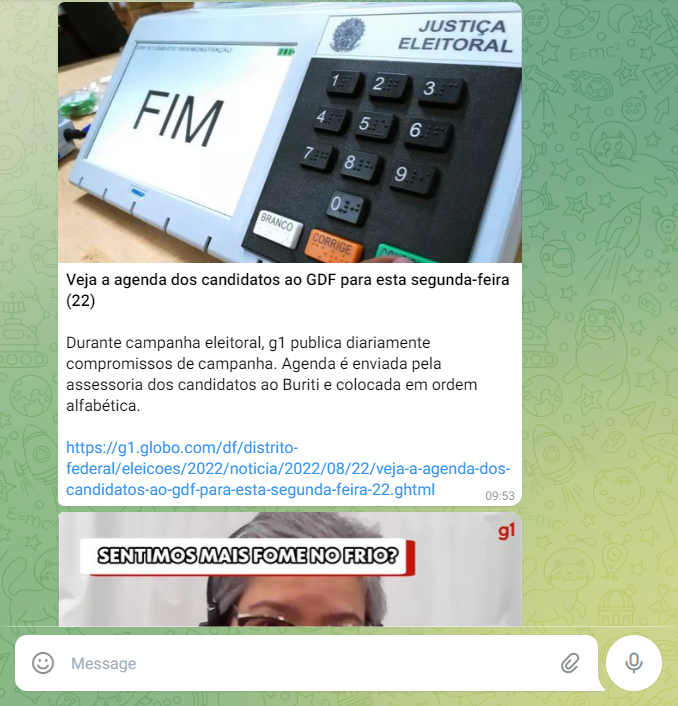 JUSTIÇA
ELEITORAL
FIM
1 2 3
4 5 6
7 8 9
0
BRANCO
CORRIGE
Veja a agenda dos candidatos ao GDF para esta segunda-feira
(22)
Durante campanha eleitoral, g1 publica diariamente
compromissos de campanha. Agenda é enviada pela
assessoria dos candidatos ao Buriti e colocada em ordem
alfabética.
https://g1.globo.com/df/distrito-
federal/eleicoes/2022/noticia/2022/08/22/veja-a-agenda-dos-
candidatos-ao-gdf-para-esta-segunda-feira-22.ghtml
09:53
g1
SENTIMOS MAIS FOME NO FRIO?
Message